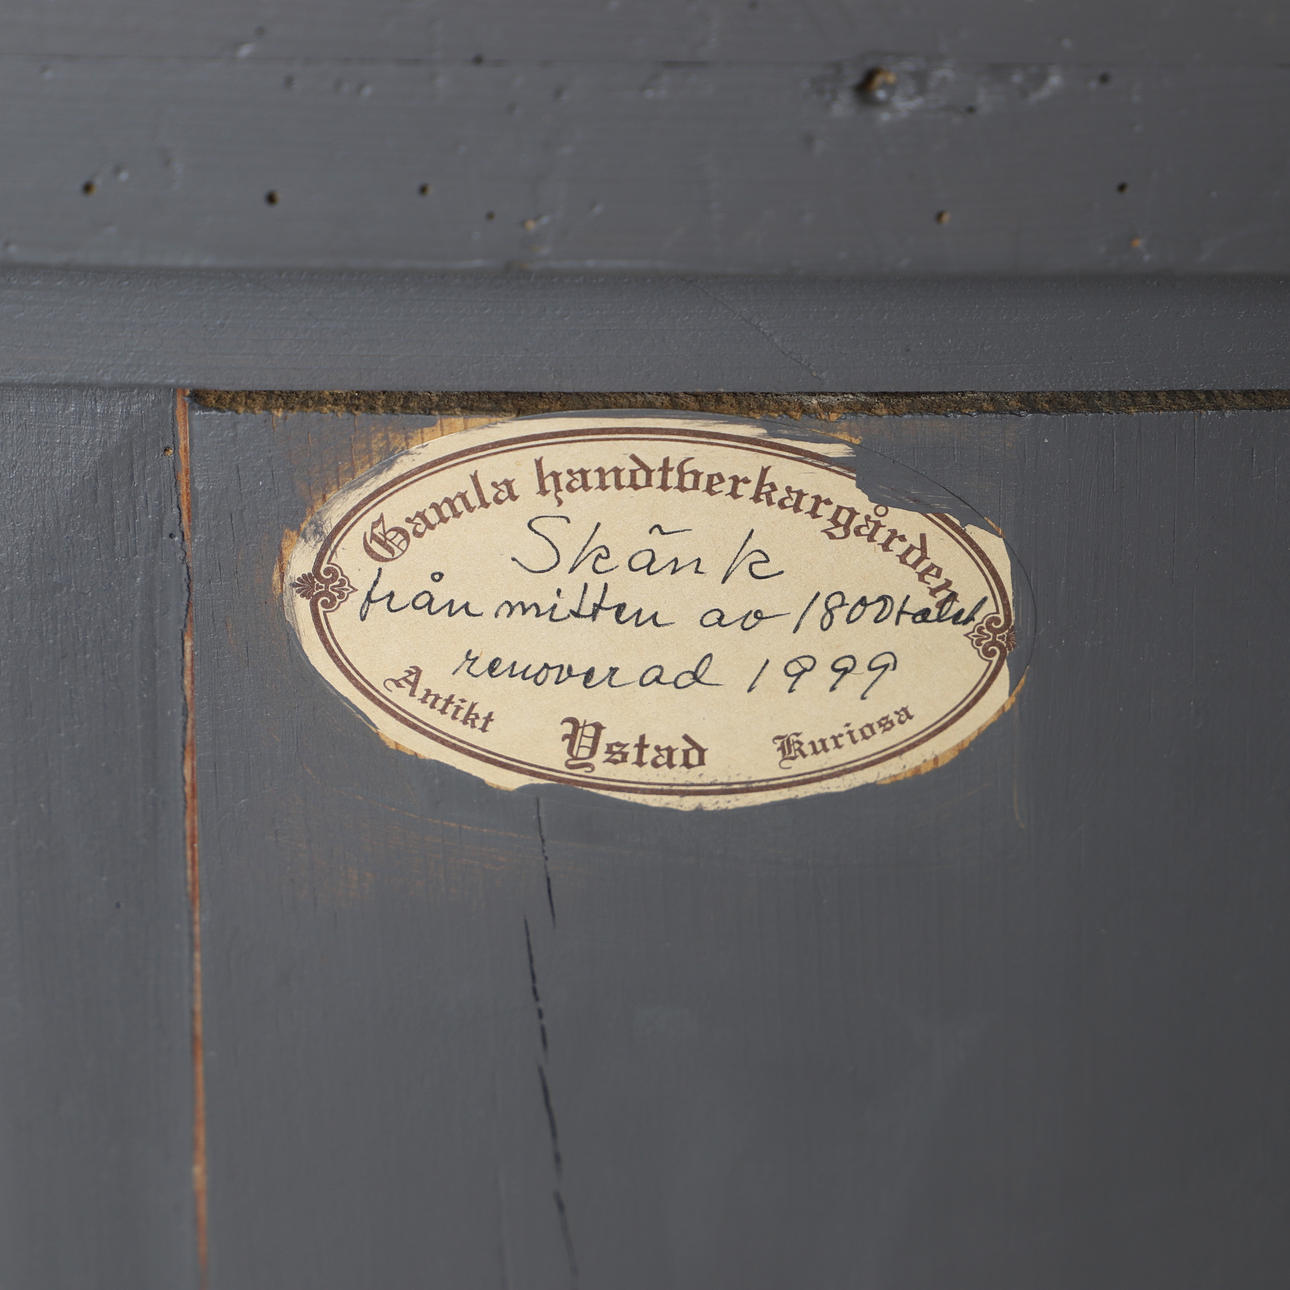 Gamla handtverkargården
Skänk
från mitten av 1800talet
renoverad 1999
Antikt Ystad Kuriosa